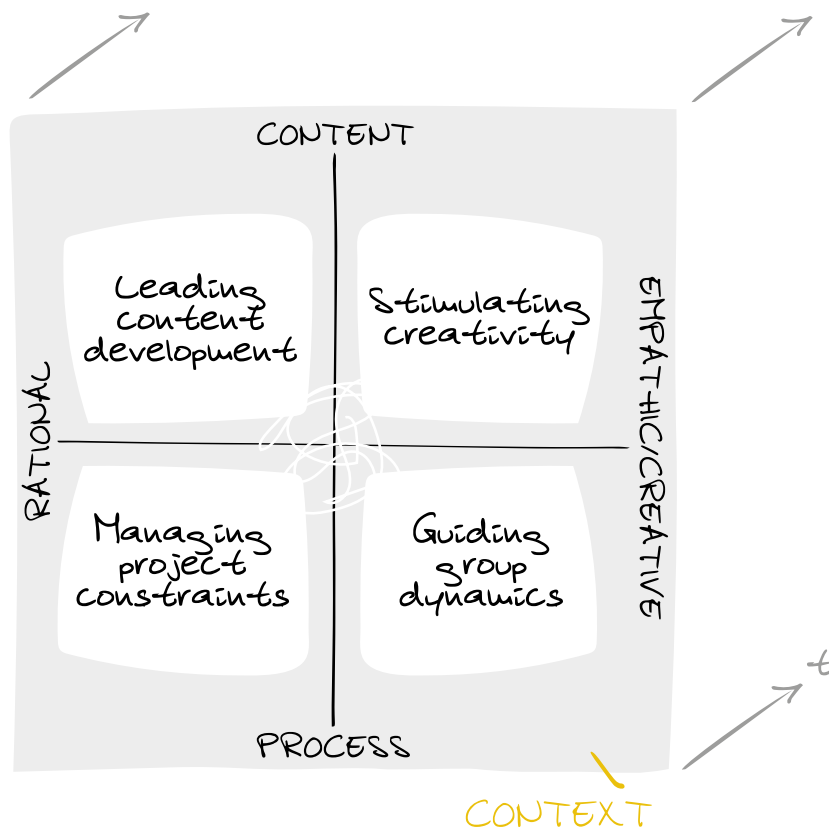 CONTENT
Leading
content
development
Stimulating
creativity
RATIONAL
EMPATHIC/CREATIVE
Managing
project
constraints
Guiding
group
dynamics
t
PROCESS
CONTEXT